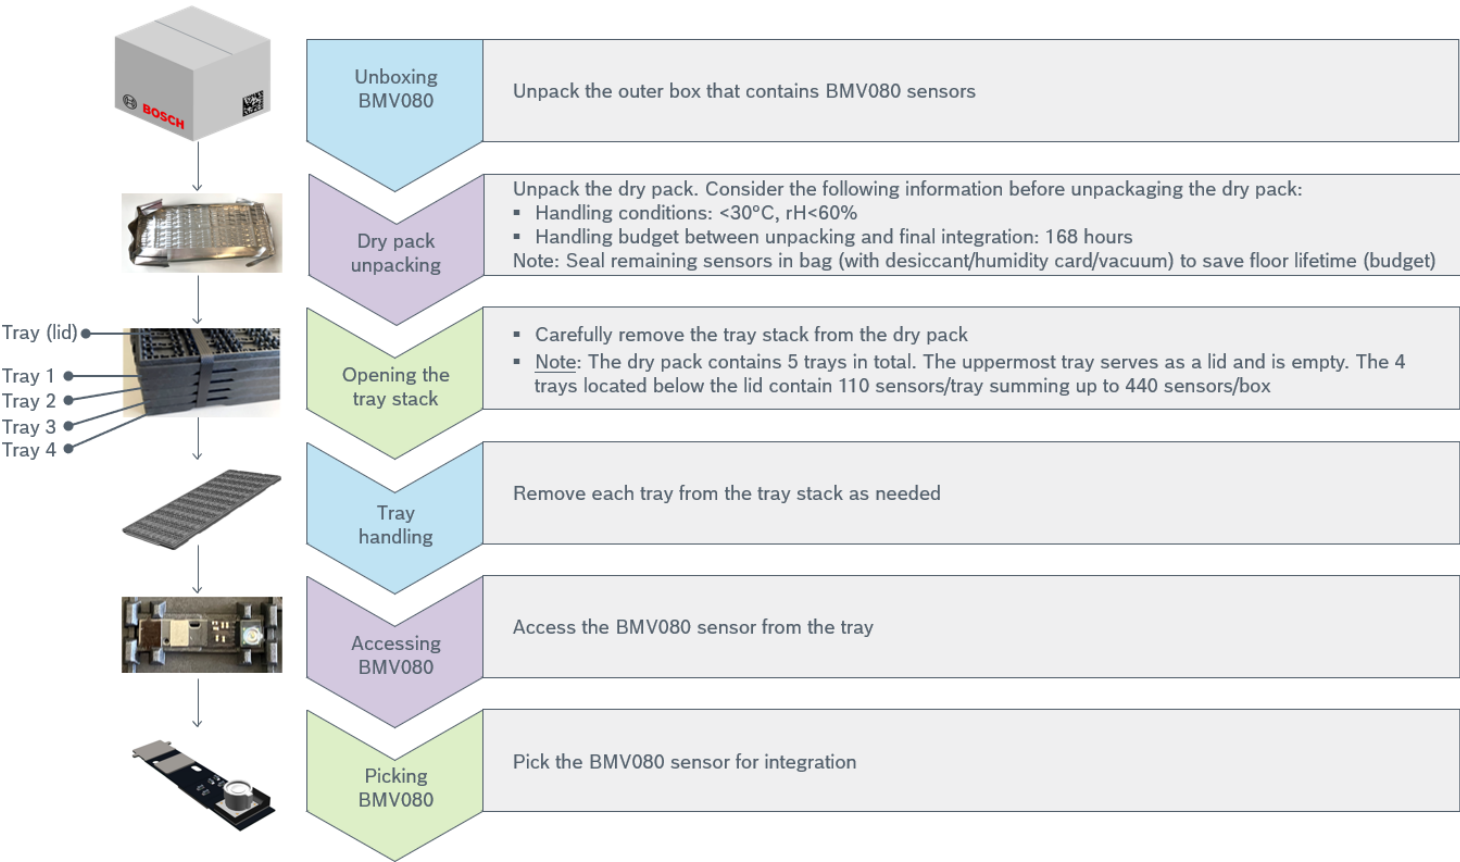 BOSCH
Unboxing
BMV080
Unpack the outer box that contains BMV080 sensors
Dry pack
unpacking
Unpack the dry pack. Consider the following information before unpackaging the dry pack:
▪ Handling conditions: <30°C, rH<60%
▪ Handling budget between unpacking and final integration: 168 hours
Note: Seal remaining sensors in bag (with desiccant/humidity card/vacuum) to save floor lifetime (budget)
Tray (lid)
Tray 1
Tray 2
Tray 3
Tray 4
Opening the
tray stack
▪ Carefully remove the tray stack from the dry pack
▪ Note: The dry pack contains 5 trays in total. The uppermost tray serves as a lid and is empty. The 4
trays located below the lid contain 110 sensors/tray summing up to 440 sensors/box
Tray
handling
Remove each tray from the tray stack as needed
Accessing
BMV080
Access the BMV080 sensor from the tray
Picking
BMV080
Pick the BMV080 sensor for integration